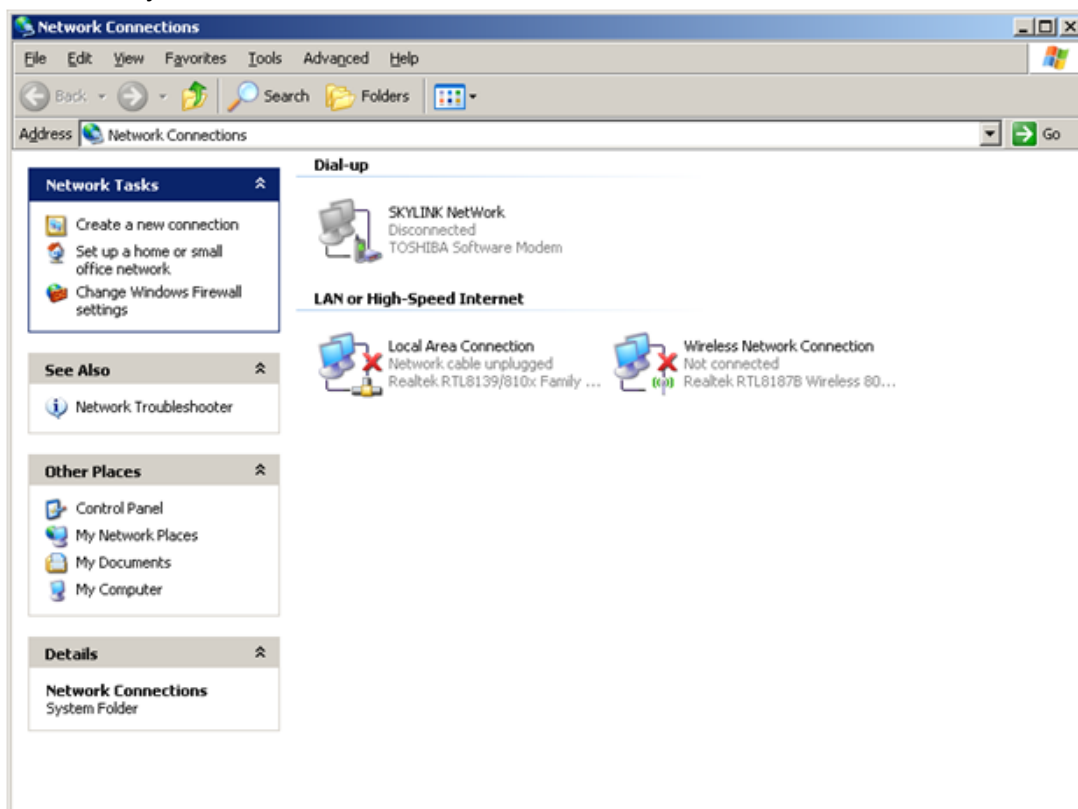 Network Connections
File Edit View Favorites Tools Advanced Help
Back Search Folders
Address Network Connections Go
Network Tasks
Create a new connection
Set up a home or small
office network
Change Windows Firewall
settings
See Also
Network Troubleshooter
Other Places
Control Panel
My Network Places
My Documents
My Computer
Details
Network Connections
System Folder
Dial-up
SKYLINK NetWork
Disconnected
TOSHIBA Software Modem
LAN or High-Speed Internet
Local Area Connection
Network cable unplugged
Realtek RTL8139/810x Family ...
Wireless Network Connection
Not connected
Realtek RTL8187B Wireless 80...